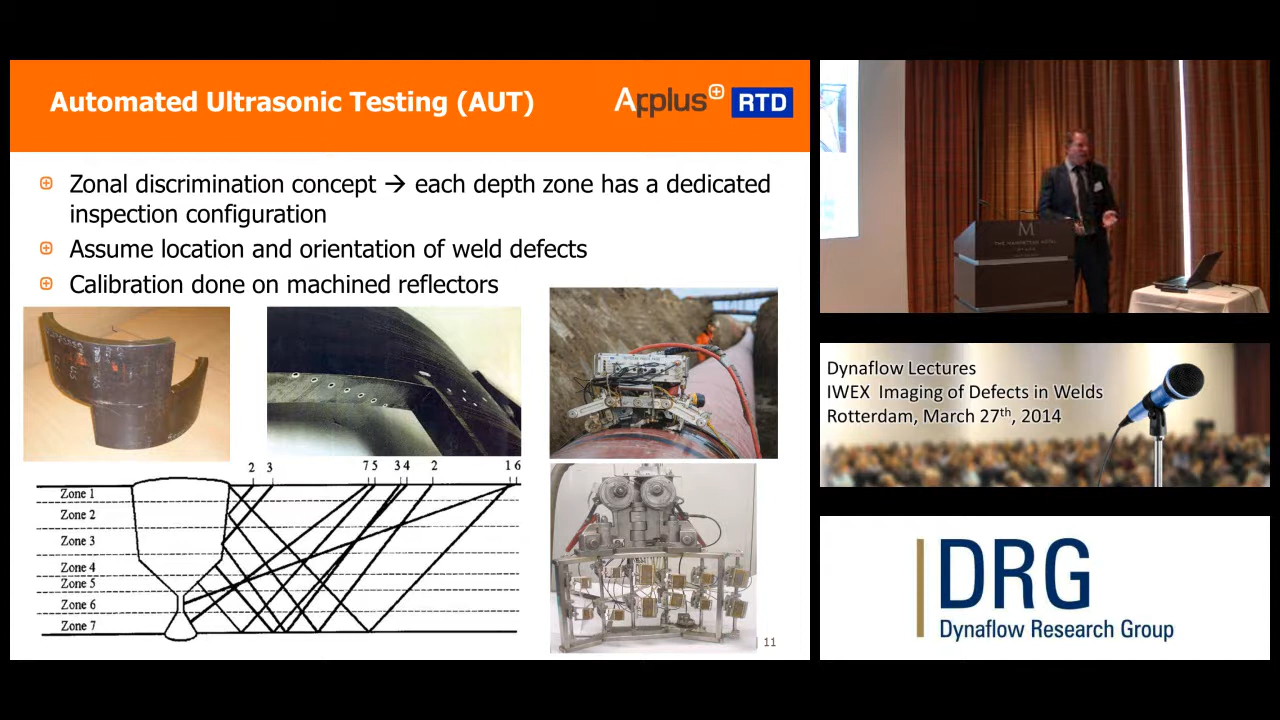 Automated Ultrasonic Testing (AUT)
Applus+ RTD
Zonal discrimination concept → each depth zone has a dedicated
inspection configuration
Assume location and orientation of weld defects
Calibration done on machined reflectors
2 3 7 5 3 4 2 1 6
Zone 1
Zone 2
Zone 3
Zone 4
Zone 5
Zone 6
Zone 7
11
M
Dynaflow Lectures
IWEX Imaging of Defects in Welds
Rotterdam, March 27th, 2014
DRG
Dynaflow Research Group